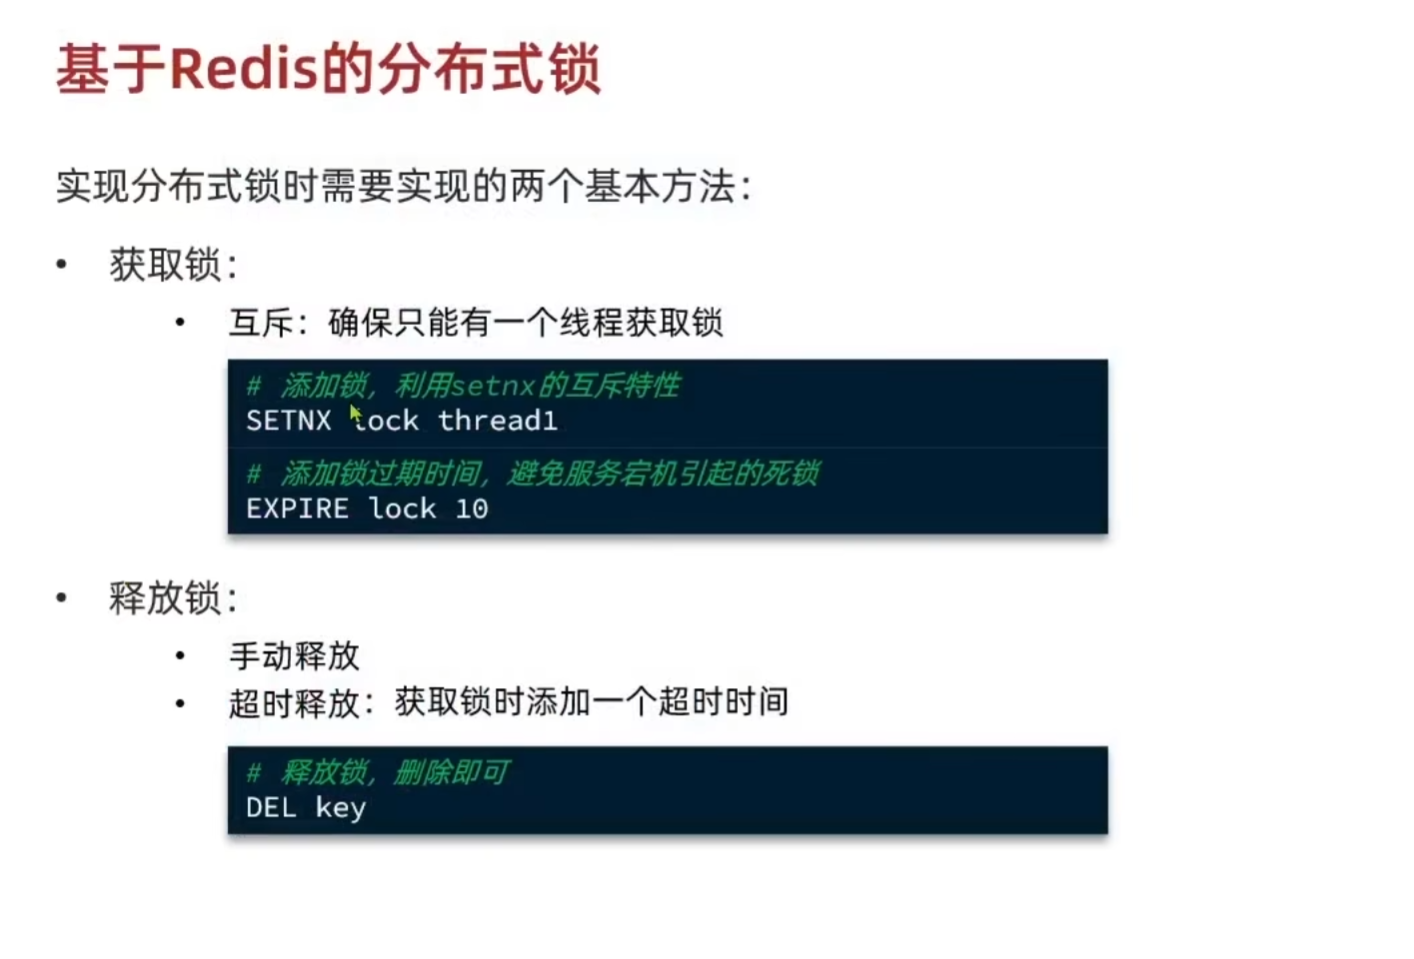 基于Redis的分布式锁
实现分布式锁时需要实现的两个基本方法：
• 获取锁：
• 互斥：确保只能有一个线程获取锁
# 添加锁，利用setnx的互斥特性
SETNX lock thread1
# 添加锁过期时间，避免服务宕机引起的死锁
EXPIRE lock 10
• 释放锁：
• 手动释放
• 超时释放：获取锁时添加一个超时时间
# 释放锁，删除即可
DEL key